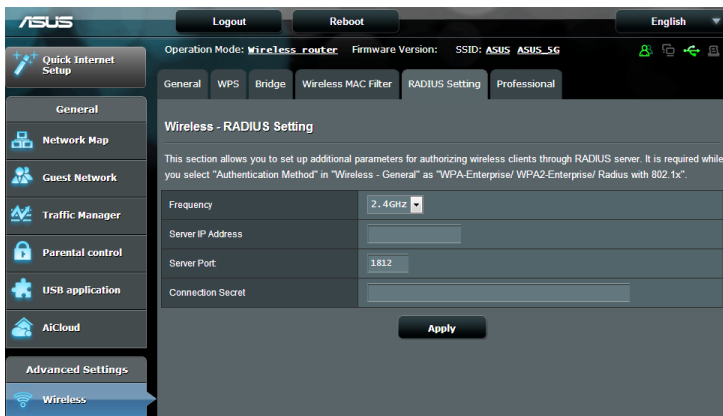 ASUS
Logout
Reboot
English
Quick Internet Setup
Operation Mode: Wireless router Firmware Version: SSID: ASUS ASUS_5G
General WPS Bridge Wireless MAC Filter RADIUS Setting Professional
General
Network Map
Guest Network
Traffic Manager
Parental control
USB application
AiCloud
Advanced Settings
Wireless
Wireless - RADIUS Setting
This section allows you to set up additional parameters for authorizing wireless clients through RADIUS server. It is required while
you select "Authentication Method" in "Wireless - General" as "WPA-Enterprise/ WPA2-Enterprise/ Radius with 802.1x".
Frequency 2.4GHz
Server IP Address
Server Port: 1812
Connection Secret
Apply